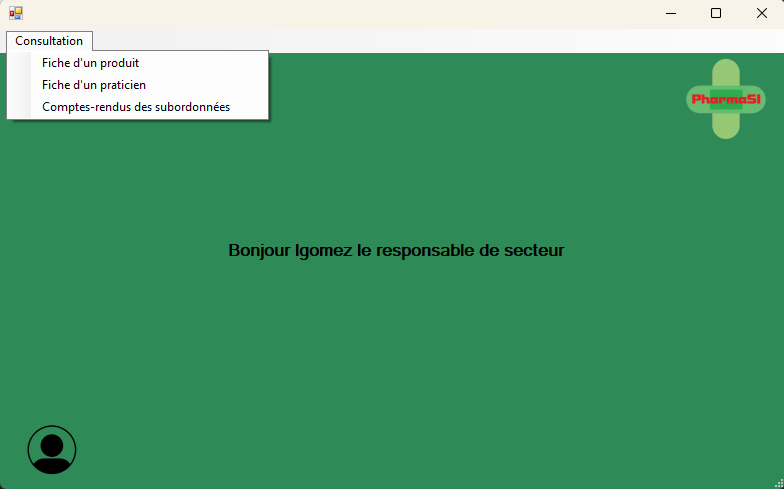 Consultation
Fiche d'un produit
Fiche d'un praticien
Comptes-rendus des subordonnées
PharmaSI
Bonjour lgomez le responsable de secteur